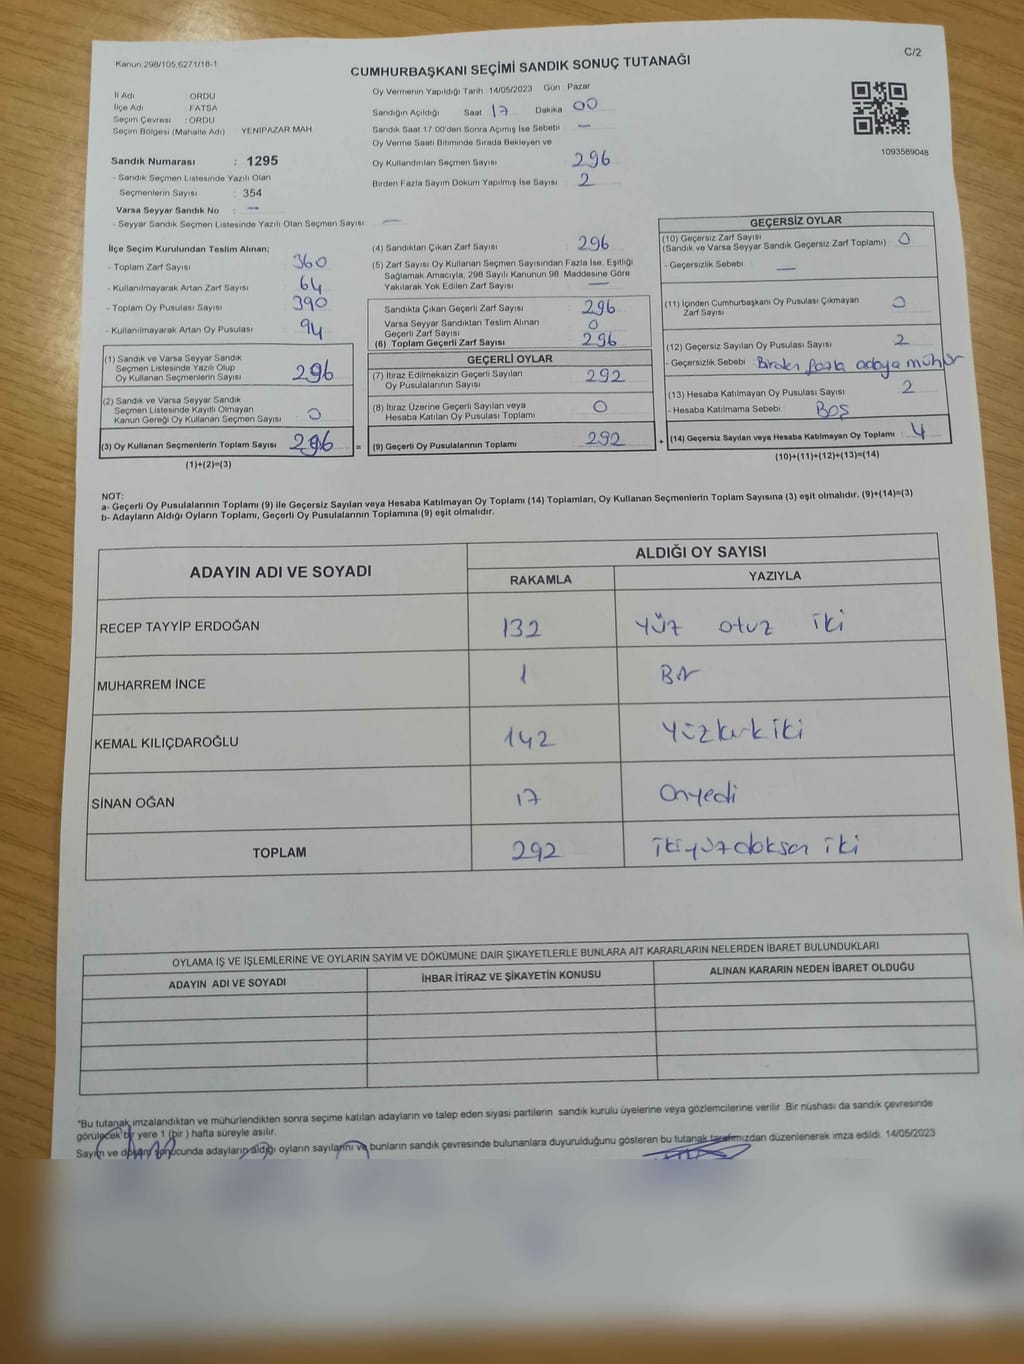 Kanun,298/105,6271/18-1
C/2
CUMHURBAŞKANI SEÇİMİ SANDIK SONUÇ TUTANAĞI
İl Adı : ORDU
İlçe Adı : FATSA
Seçim Çevresi : ORDU
Seçim Bölgesi (Mahalle Adı) YENİPAZAR MAH
Sandık Numarası : 1295
- Sandık Seçmen Listesinde Yazılı Olan
Seçmenlerin Sayısı : 354
Varsa Seyyar Sandık No : —
- Seyyar Sandık Seçmen Listesinde Yazılı Olan Seçmen Sayısı —
Oy Vermenin Yapıldığı Tarih 14/05/2023 Gün Pazar
Sandığın Açıldığı Saat 17 Dakika 00
Sandık Saat 17.00'den Sonra Açımış İse Sebebi —
Oy Verme Saati Bitiminde Sırada Bekleyen ve
Oy Kullandırılan Seçmen Sayısı 296
Birden Fazla Sayım Döküm Yapılmış İse Sayısı 2
1093589048
İlçe Seçim Kurulundan Teslim Alınan;
- Toplam Zarf Sayısı 360
- Kullanılmayarak Artan Zarf Sayısı 64
- Toplam Oy Pusulası Sayısı 390
- Kullanılmayarak Artan Oy Pusulası 94
(1) Sandık ve Varsa Seyyar Sandık
Seçmen Listesinde Yazılı Olup
Oy Kullanan Seçmenlerin Sayısı 296
(2) Sandık ve Varsa Seyyar Sandık
Seçmen Listesinde Kayıtlı Olmayan
Kanun Gereği Oy Kullanan Seçmen Sayısı 0
(3) Oy Kullanan Seçmenlerin Toplam Sayısı 296 =
(1)+(2)=(3)
(4) Sandıktan Çıkan Zarf Sayısı 296
(5) Zarf Sayısı Oy Kullanan Seçmen Sayısından Fazla İse, Eşitliği
Sağlamak Amacıyla, 298 Sayılı Kanunun 98. Maddesine Göre
Yakılarak Yok Edilen Zarf Sayısı —
Sandıkta Çıkan Geçerli Zarf Sayısı 296
Varsa Seyyar Sandıktan Teslim Alınan
Geçerli Zarf Sayısı 0
(6) Toplam Geçerli Zarf Sayısı 296
GEÇERLİ OYLAR
(7) İtiraz Edilmeksizin Geçerli Sayılan
Oy Pusulalarının Sayısı 292
(8) İtiraz Üzerine Geçerli Sayılan veya
Hesaba Katılan Oy Pusulası Toplamı 0
(9) Geçerli Oy Pusulalarının Toplamı 292 +
GEÇERSİZ OYLAR
(10) Geçersiz Zarf Sayısı
(Sandık ve Varsa Seyyar Sandık Geçersiz Zarf Toplamı) 0
- Geçersizlik Sebebi —
(11) İçinden Cumhurbaşkanı Oy Pusulası Çıkmayan
Zarf Sayısı 0
(12) Geçersiz Sayılan Oy Pusulası Sayısı 2
- Geçersizlik Sebebi Birden fazla adaya mühür
(13) Hesaba Katılmayan Oy Pusulası Sayısı 2
- Hesaba Katılmama Sebebi BOŞ
(14) Geçersiz Sayılan veya Hesaba Katılmayan Oy Toplamı : 4
(10)+(11)+(12)+(13)=(14)
NOT:
a- Geçerli Oy Pusulalarının Toplamı (9) ile Geçersiz Sayılan veya Hesaba Katılmayan Oy Toplamı (14) Toplamları, Oy Kullanan Seçmenlerin Toplam Sayısına (3) eşit olmalıdır. (9)+(14)=(3)
b- Adayların Aldığı Oyların Toplamı, Geçerli Oy Pusulalarının Toplamına (9) eşit olmalıdır.
ADAYIN ADI VE SOYADI
ALDIĞI OY SAYISI
RAKAMLA YAZIYLA
RECEP TAYYİP ERDOĞAN 132 Yüz otuz iki
MUHARREM İNCE 1 Bir
KEMAL KILIÇDAROĞLU 142 Yüzkırk iki
SİNAN OĞAN 17 Onyedi
TOPLAM 292 ikiyüzdoksan iki
OYLAMA İŞ VE İŞLEMLERİNE VE OYLARIN SAYIM VE DÖKÜMÜNE DAİR ŞİKAYETLERLE BUNLARA AİT KARARLARIN NELERDEN İBARET BULUNDUKLARI
ADAYIN ADI VE SOYADI İHBAR İTİRAZ VE ŞİKAYETİN KONUSU ALINAN KARARIN NEDEN İBARET OLDUĞU
*Bu tutanak imzalandıktan ve mühürlendikten sonra seçime katılan adayların ve talep eden siyasi partilerin sandık kurulu üyelerine veya gözlemcilerine verilir .Bir nüshası da sandık çevresinde
görülecek bir yere 1 (bir ) hafta süreyle asılır.
Sayım ve döküm sonucunda adayların aldığı oyların sayılarını ve bunların sandık çevresinde bulunanlara duyurulduğunu gösteren bu tutanak tarafımızdan düzenlenerek imza edildi. 14/05/2023